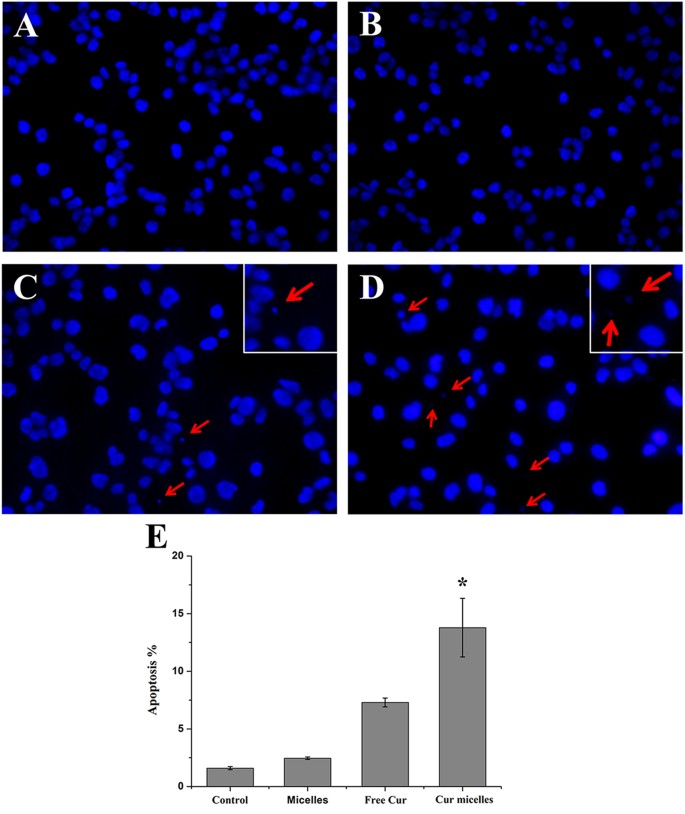 A
B
C
D
E
20
15
10
5
0
Apoptosis %
*
Control
Micelles
Free Cur
Cur micelles